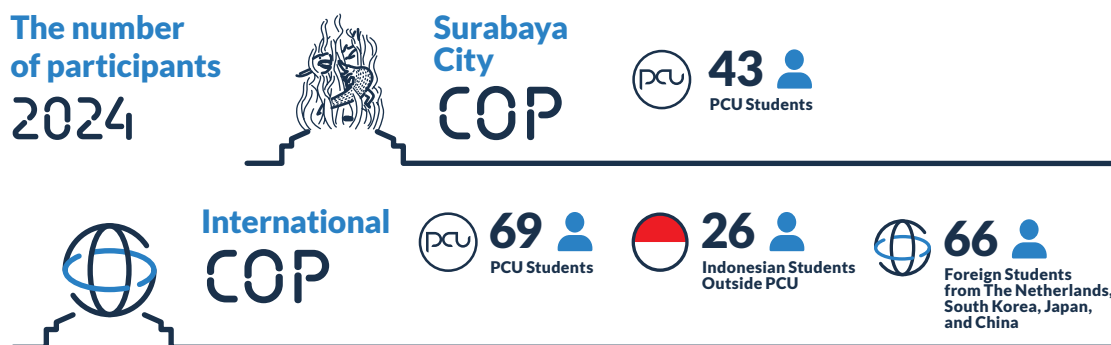 The number
of participants
2024
Surabaya
City
COP
pcu
43
PCU Students
International
COP
pcu
69
PCU Students
26
Indonesian Students
Outside PCU
66
Foreign Students
from The Netherlands,
South Korea, Japan,
and China